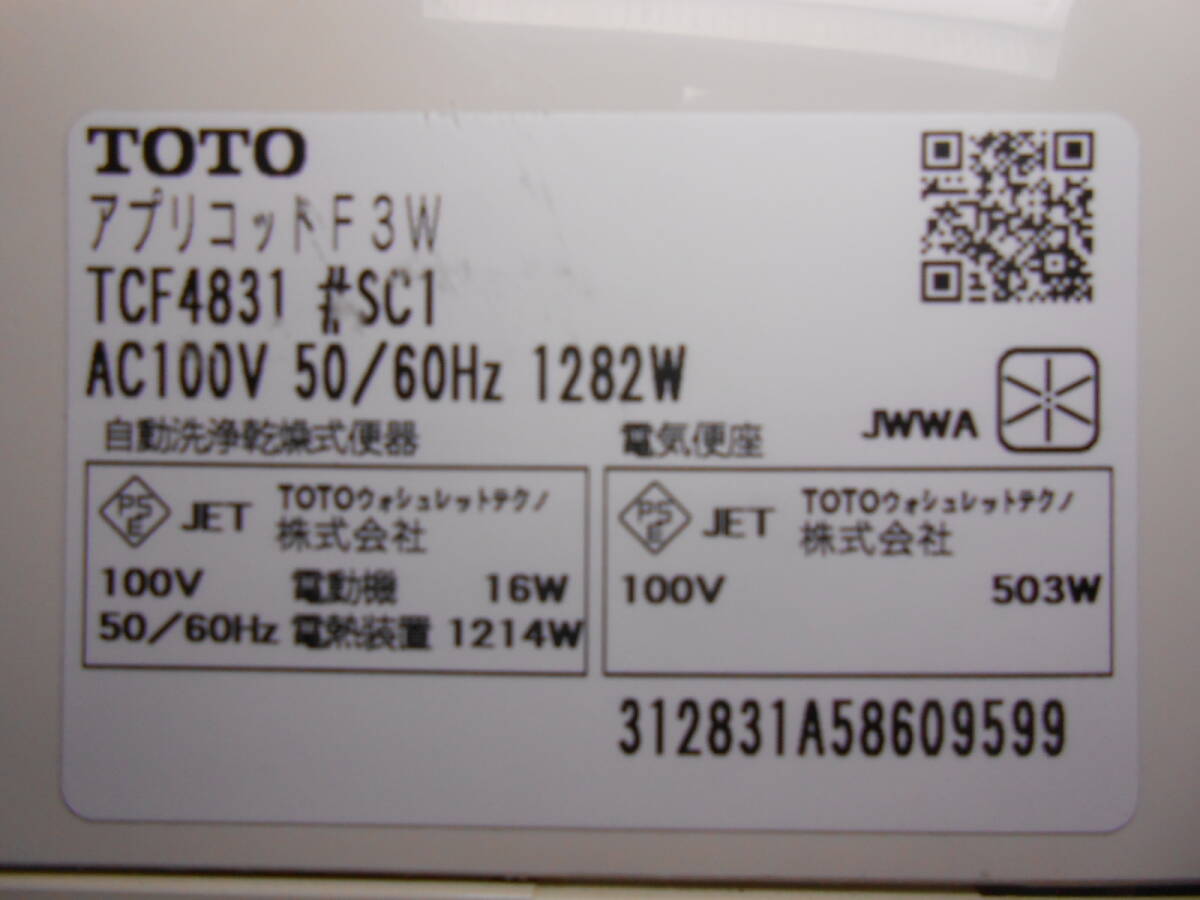 TOTO
アプリコットF3W
TCF4831 #SC1
AC100V 50/60Hz 1282W
JWWA
自動洗浄乾燥式便器
PSE JET TOTOウォシュレットテクノ
株式会社
100V 電動機 16W
50/60Hz 電熱装置 1214W
電気便座
PSE JET TOTOウォシュレットテクノ
株式会社
100V 503W
312831A58609599